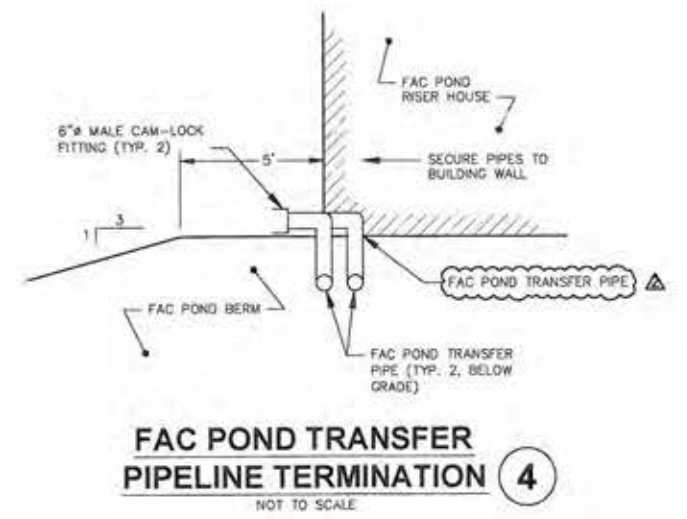 FAC POND
RISER HOUSE
6"ø MALE CAM-LOCK
FITTING (TYP. 2)
5'
SECURE PIPES TO
BUILDING WALL
3
1
FAC POND TRANSFER PIPE
2
FAC POND BERM
FAC POND TRANSFER
PIPE (TYP. 2, BELOW
GRADE)
FAC POND TRANSFER
PIPELINE TERMINATION
4
NOT TO SCALE